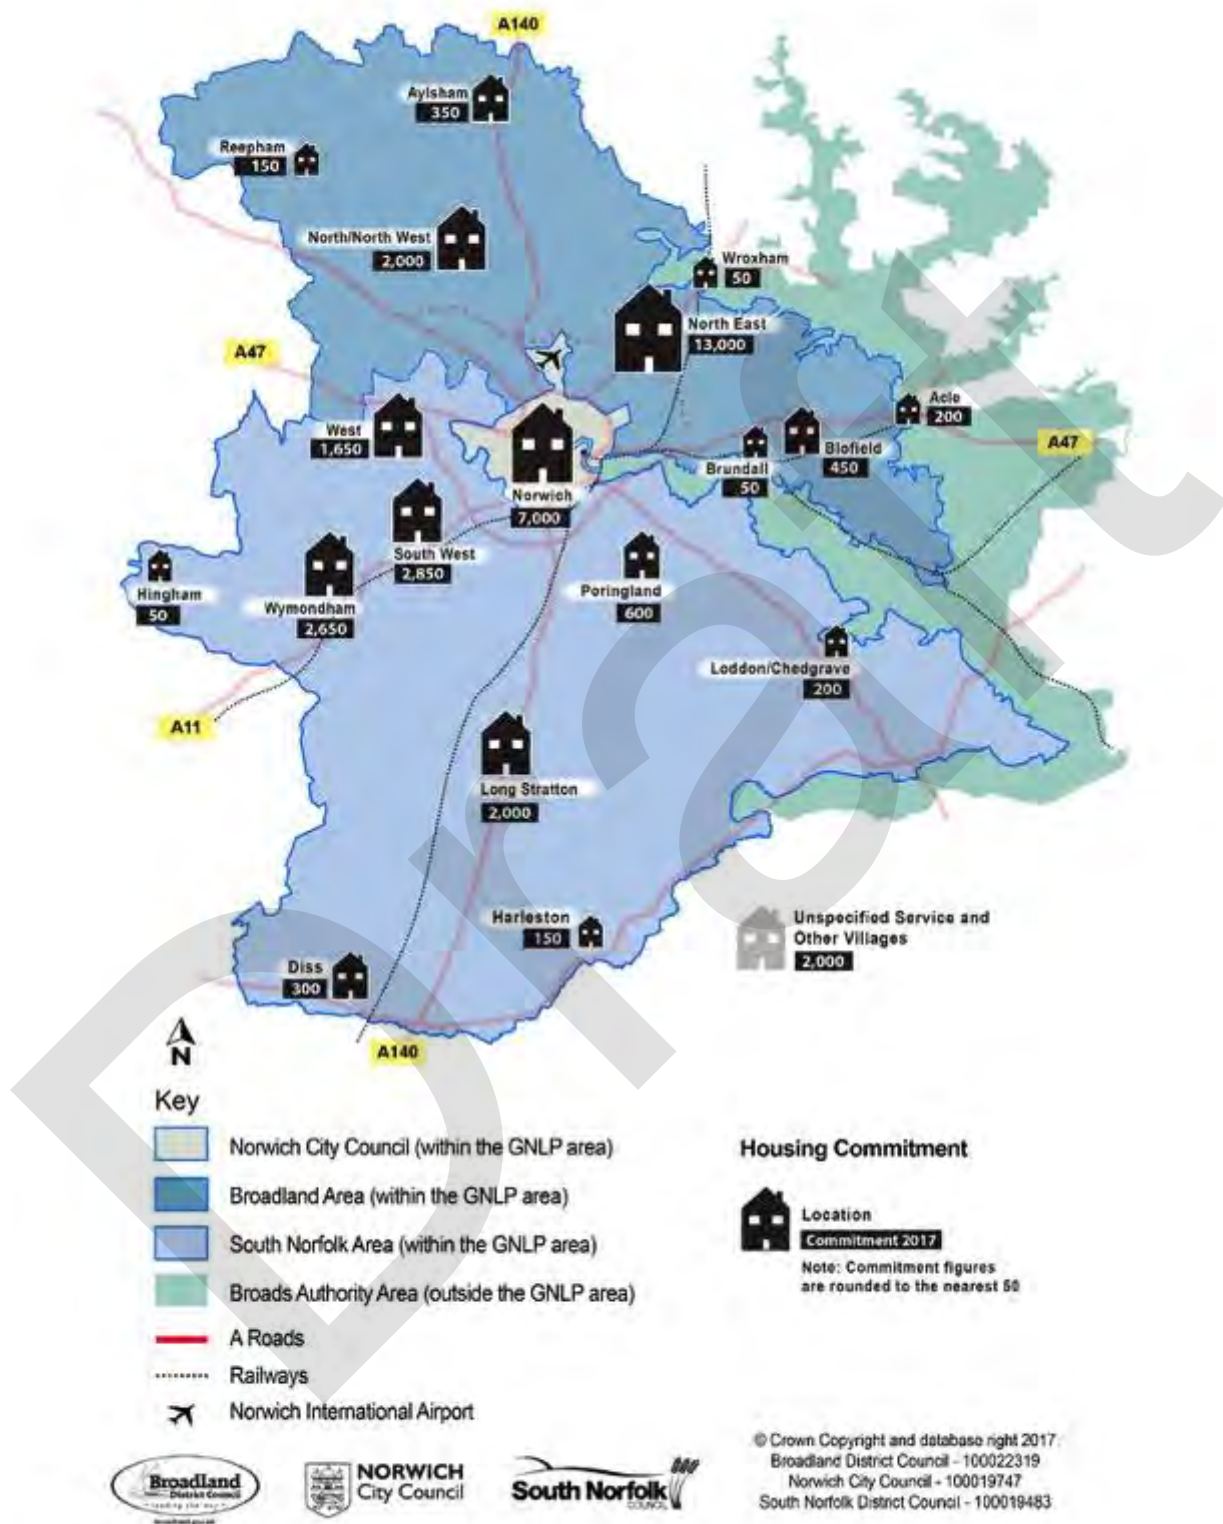 A140
Aylsham
350
Reepham
150
North/North West
2,000
Wroxham
50
North East
13,000
A47
Acle
200
West
1,650
A47
Blofield
450
Brundall
50
Norwich
7,000
South West
2,850
Hingham
50
Wymondham
2,650
Poringland
600
Loddon/Chedgrave
200
A11
Long Stratton
2,000
Harleston
150
Unspecified Service and
Other Villages
2,000
Diss
300
A140
N
Key
Norwich City Council (within the GNLP area)
Broadland Area (within the GNLP area)
South Norfolk Area (within the GNLP area)
Broads Authority Area (outside the GNLP area)
A Roads
Railways
Norwich International Airport
Housing Commitment
Location
Commitment 2017
Note: Commitment figures
are rounded to the nearest 50
Broadland
District Council
NORWICH
City Council
South Norfolk
COUNCIL
© Crown Copyright and database right 2017.
Broadland District Council - 100022319
Norwich City Council - 100019747
South Norfolk District Council - 100019483
Draft